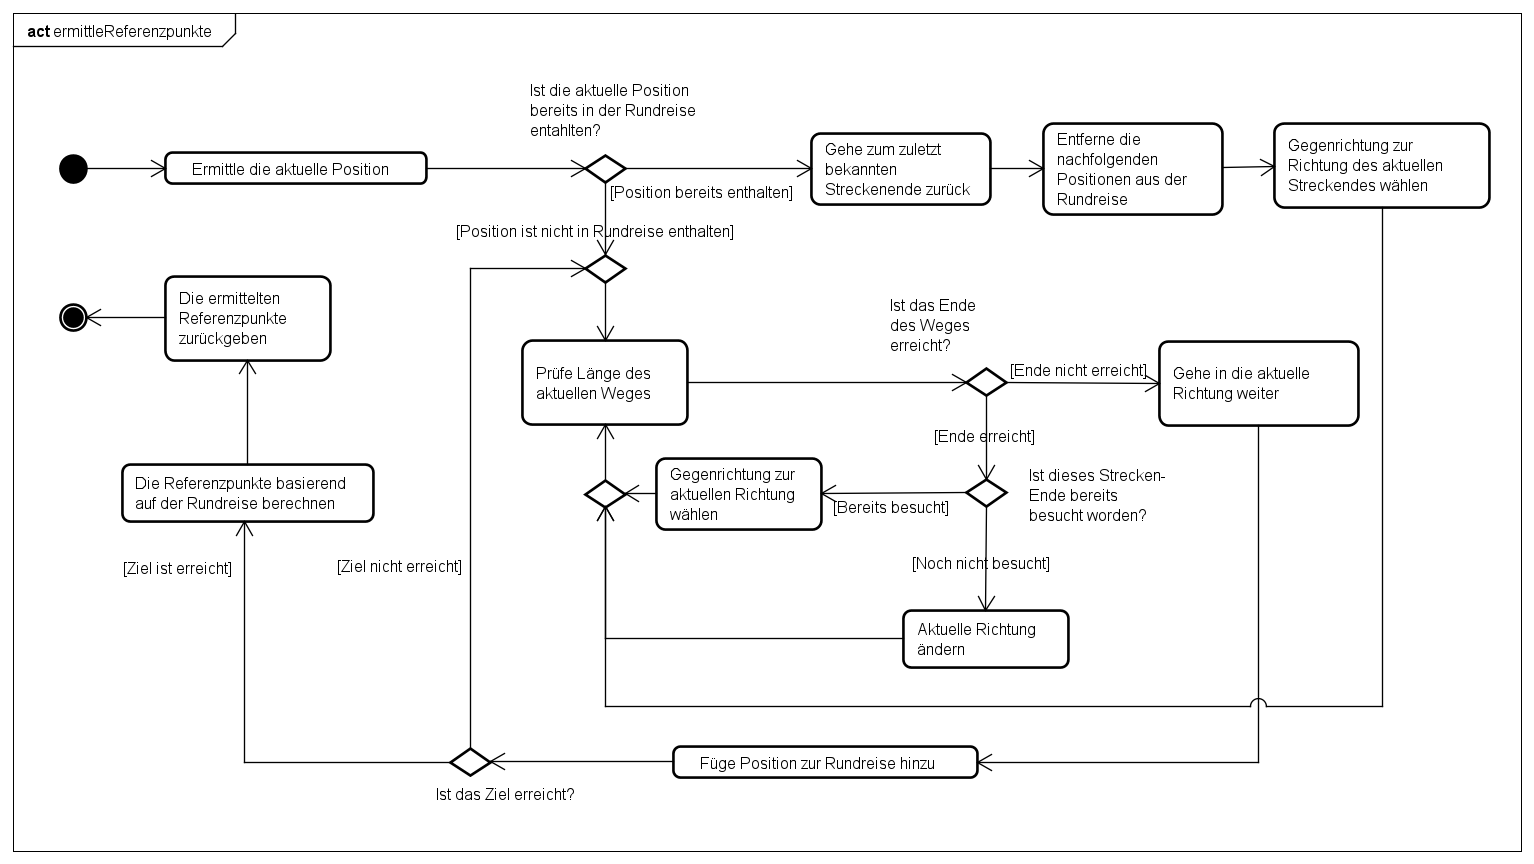 act ermittleReferenzpunkte
Ist die aktuelle Position
bereits in der Rundreise
entahlten?
Ermittle die aktuelle Position
[Position bereits enthalten]
Gehe zum zuletzt
bekannten
Streckenende zurück
Entferne die
nachfolgenden
Positionen aus der
Rundreise
Gegenrichtung zur
Richtung des aktuellen
Streckendes wählen
[Position ist nicht in Rundreise enthalten]
Die ermittelten
Referenzpunkte
zurückgeben
Ist das Ende
des Weges
erreicht?
Prüfe Länge des
aktuellen Weges
[Ende nicht erreicht]
Gehe in die aktuelle
Richtung weiter
[Ende erreicht]
Ist dieses Strecken-
Ende bereits
besucht worden?
Gegenrichtung zur
aktuellen Richtung
wählen
[Bereits besucht]
Die Referenzpunkte basierend
auf der Rundreise berechnen
[Ziel ist erreicht]
[Ziel nicht erreicht]
[Noch nicht besucht]
Aktuelle Richtung
ändern
Füge Position zur Rundreise hinzu
Ist das Ziel erreicht?